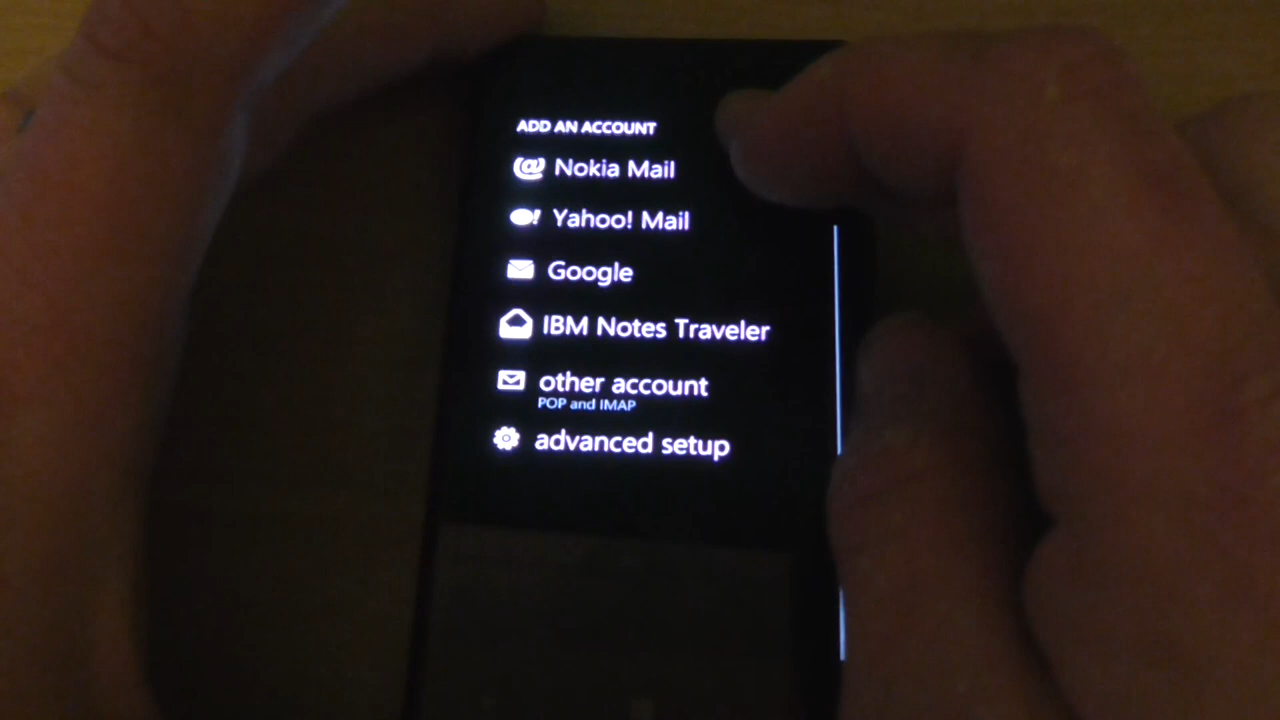 ADD AN ACCOUNT
Nokia Mail
Yahoo! Mail
Google
IBM Notes Traveler
other account
POP and IMAP
advanced setup